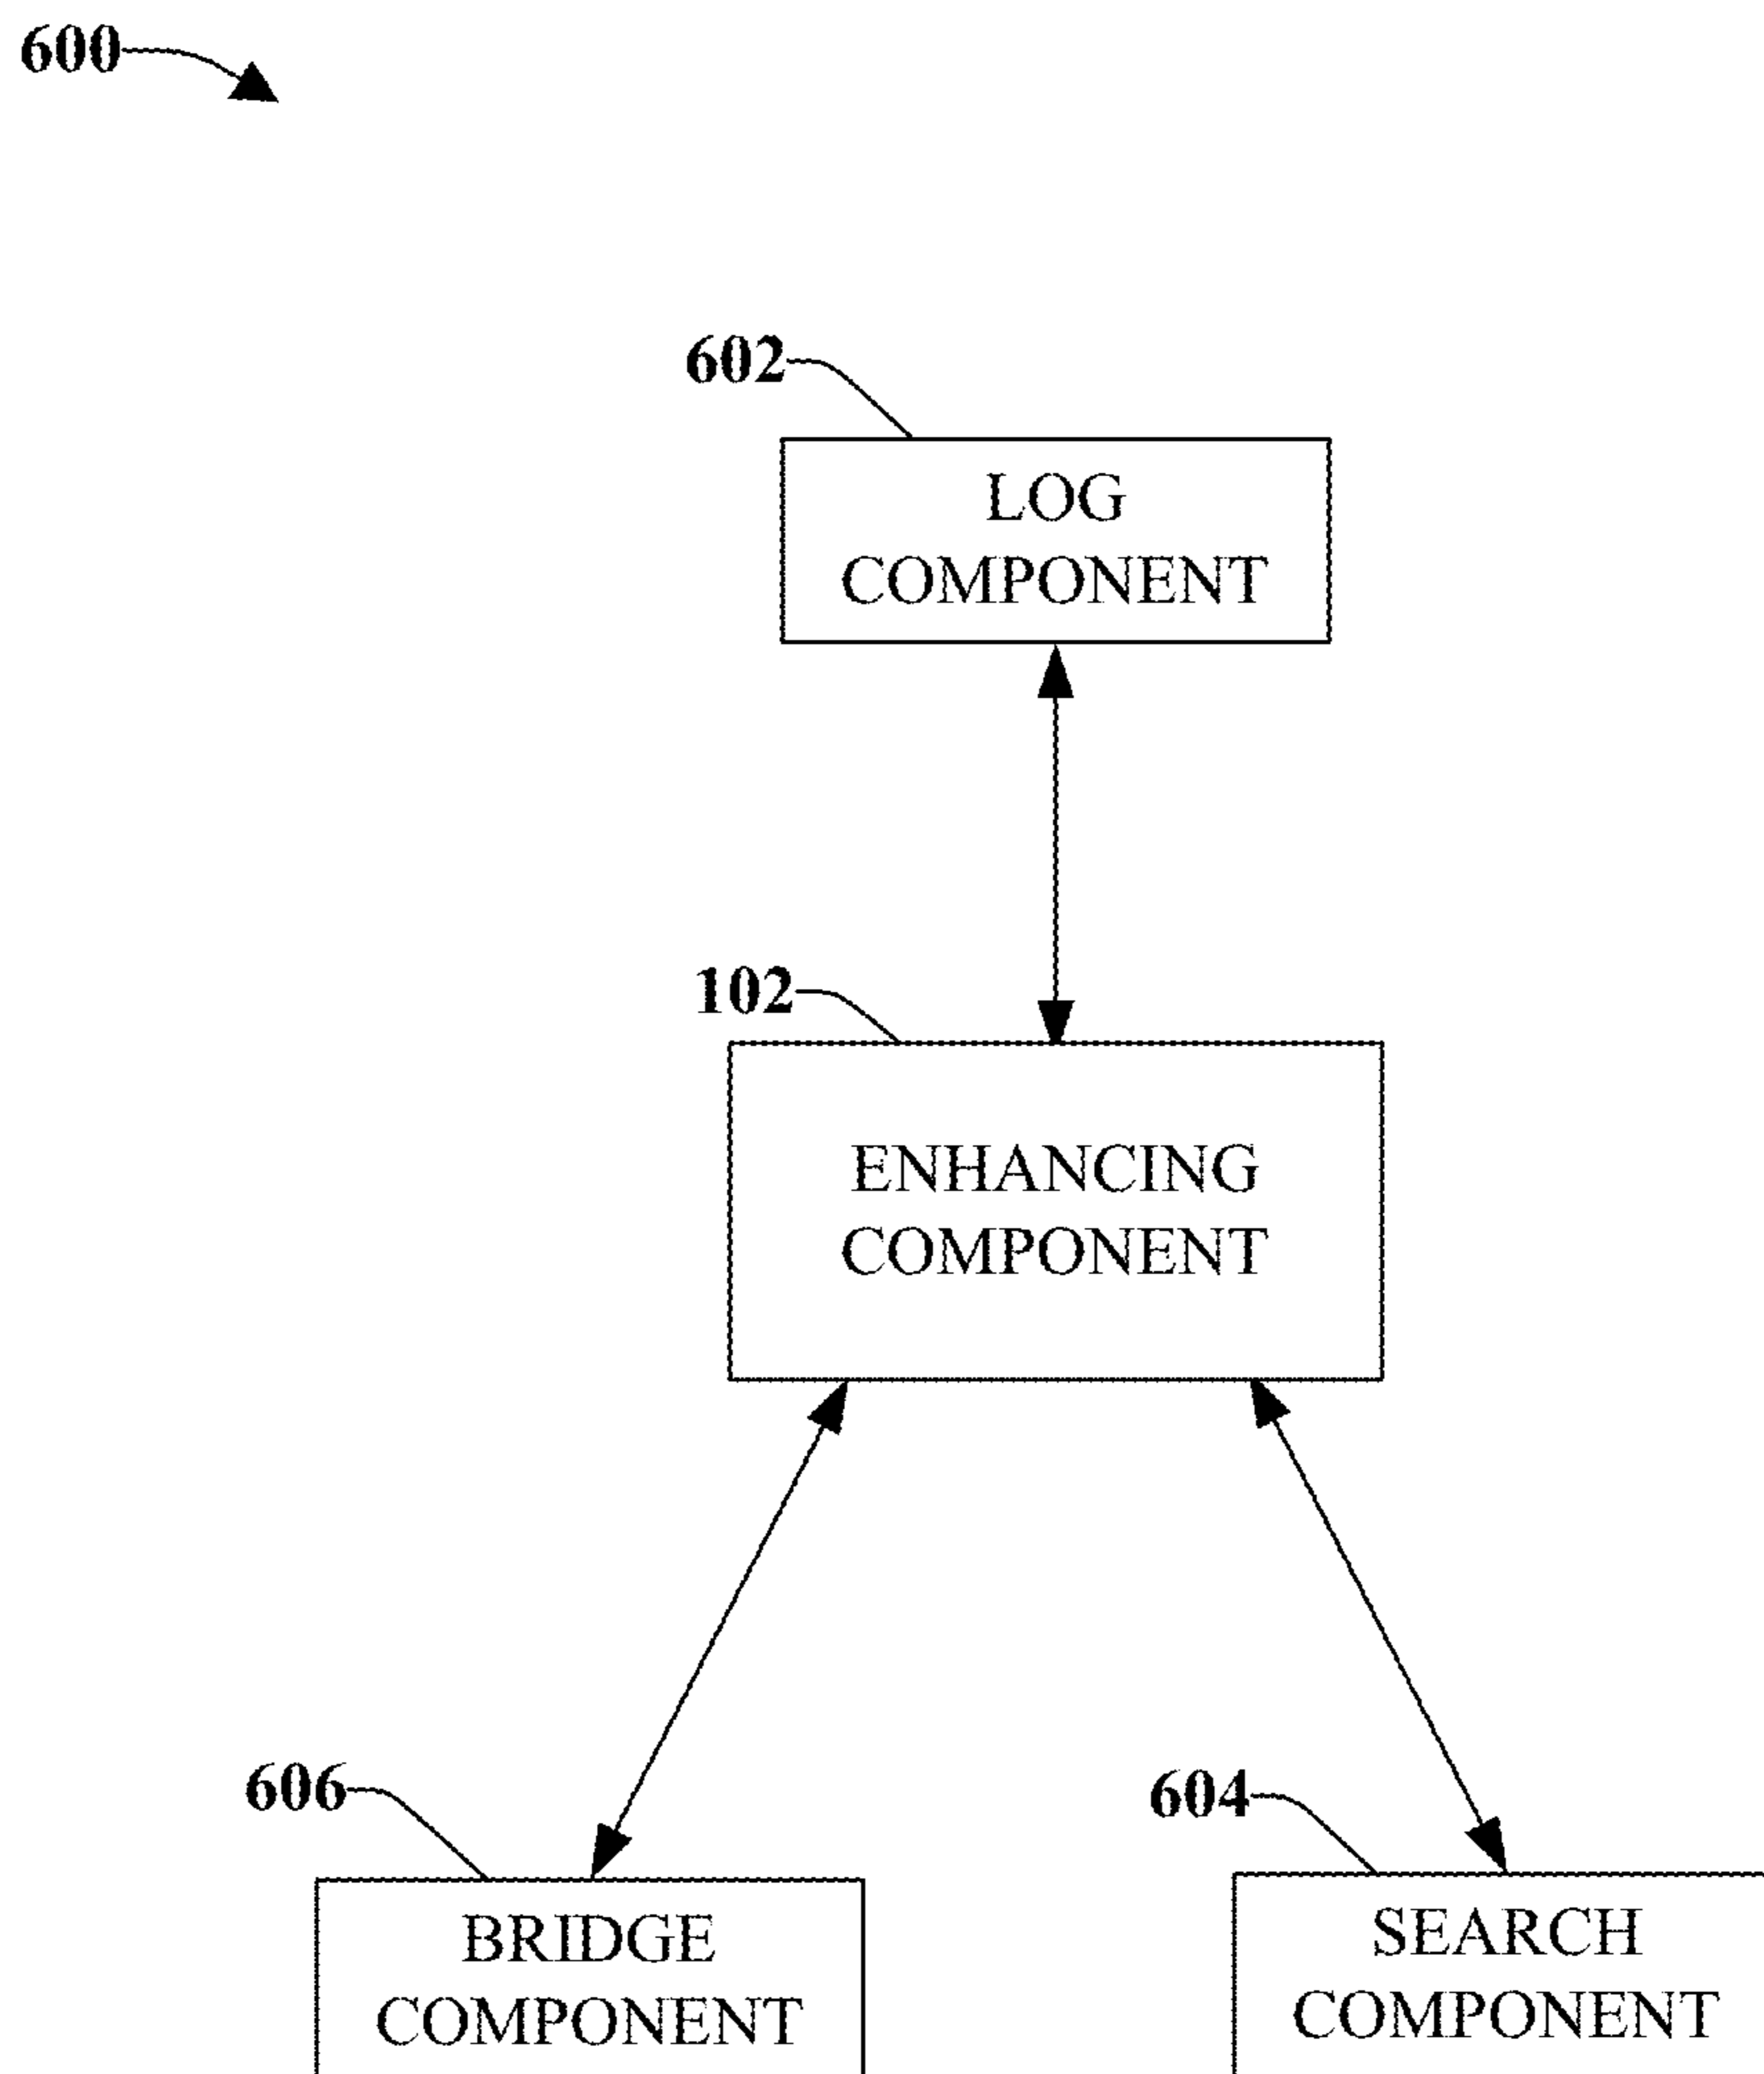 600
602
LOG
COMPONENT
102
ENHANCING
COMPONENT
606
604
BRIDGE
COMPONENT
SEARCH
COMPONENT